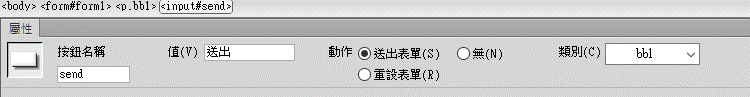 <body> <form#form1> <p.bb1> <input#send>
屬性
按鈕名稱 值(V) 送出 動作 送出表單(S) 無(N) 類別(C) bb1
send 重設表單(R)